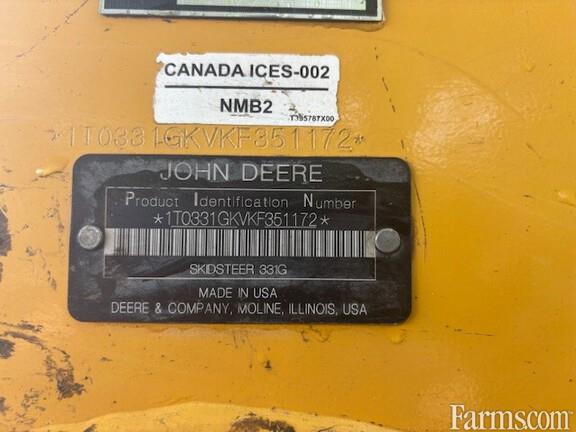 CANADA ICES-002
NMB2
T385787X00
*1T0331GKVKF351172*
JOHN DEERE
Product Identification Number
*1T0331GKVKF351172*
SKIDSTEER 331G
MADE IN USA
DEERE & COMPANY, MOLINE, ILLINOIS, USA
Farms.com®